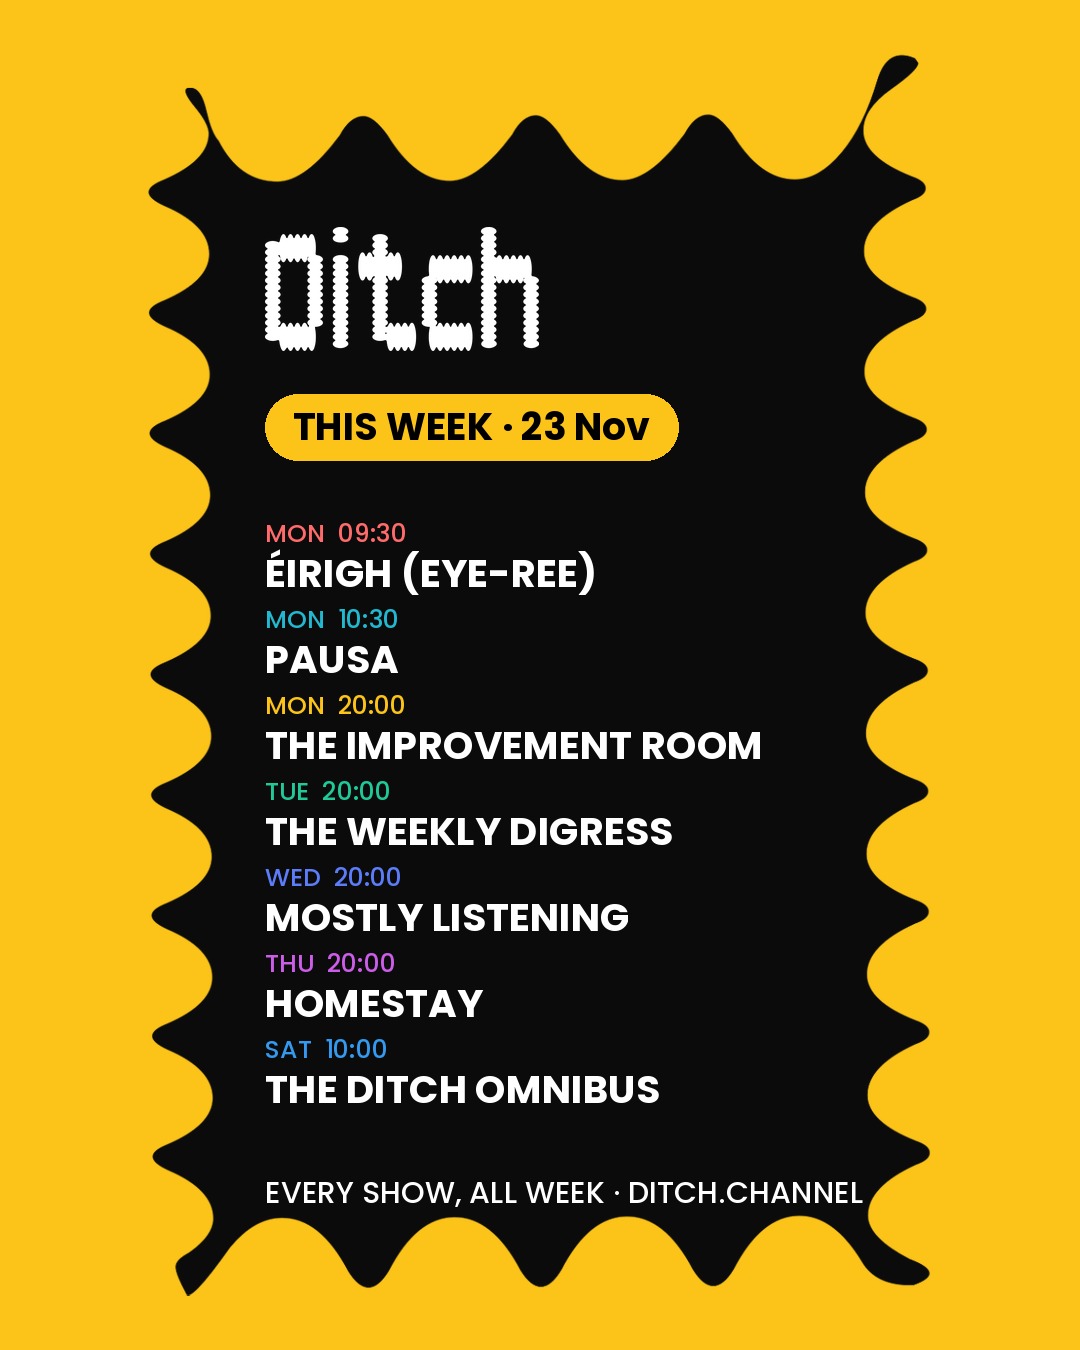 Ditch
THIS WEEK · 23 Nov
MON 09:30
ÉIRIGH (EYE-REE)
MON 10:30
PAUSA
MON 20:00
THE IMPROVEMENT ROOM
TUE 20:00
THE WEEKLY DIGRESS
WED 20:00
MOSTLY LISTENING
THU 20:00
HOMESTAY
SAT 10:00
THE DITCH OMNIBUS
EVERY SHOW, ALL WEEK · DITCH.CHANNEL